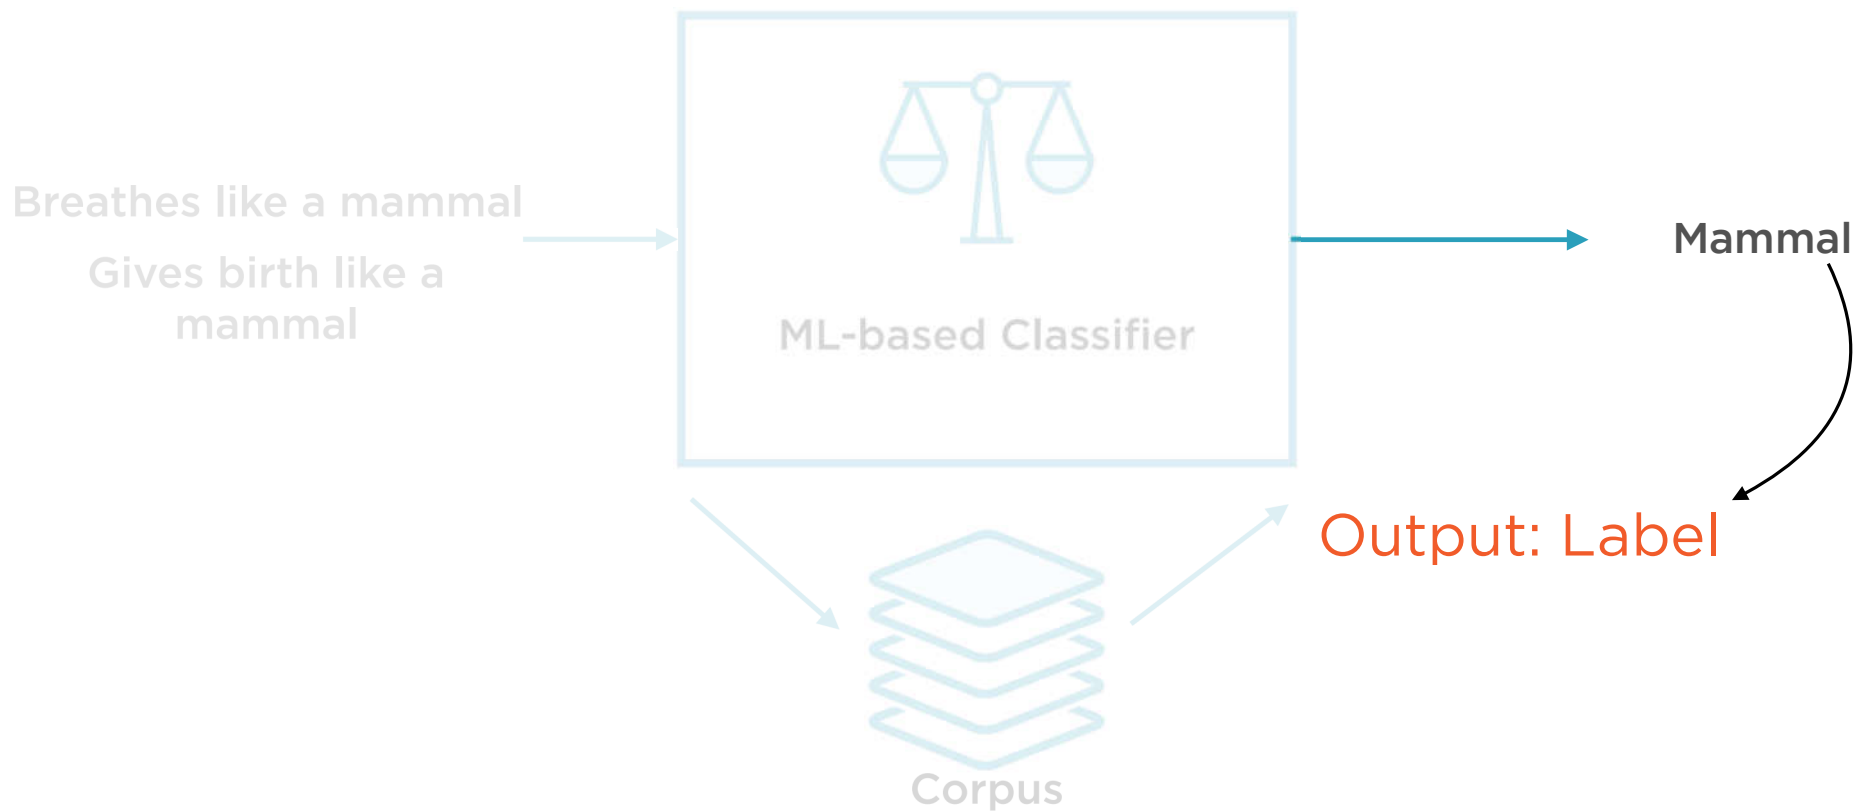 Breathes like a mammal
Gives birth like a
mammal
ML-based Classifier
Mammal
Output: Label
Corpus